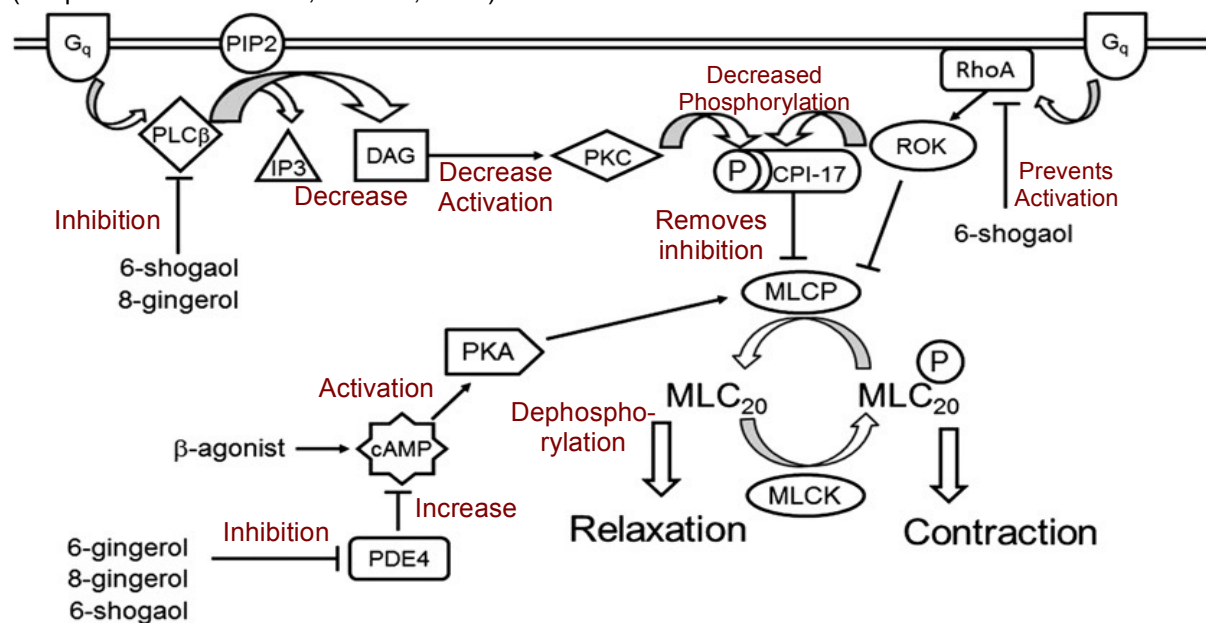 Gq
PIP2
Gq
RhoA
Decreased
Phosphorylation
PLCβ
IP3
DAG
PKC
P
CPI-17
ROK
Decrease
Decrease
Activation
Prevents
Activation
6-shogaol
Inhibition
6-shogaol
8-gingerol
Removes
inhibition
MLCP
PKA
Activation
P
MLC20
MLC20
Dephospho-
rylation
β-agonist
cAMP
MLCK
Increase
Relaxation
Contraction
Inhibition
6-gingerol
8-gingerol
6-shogaol
PDE4